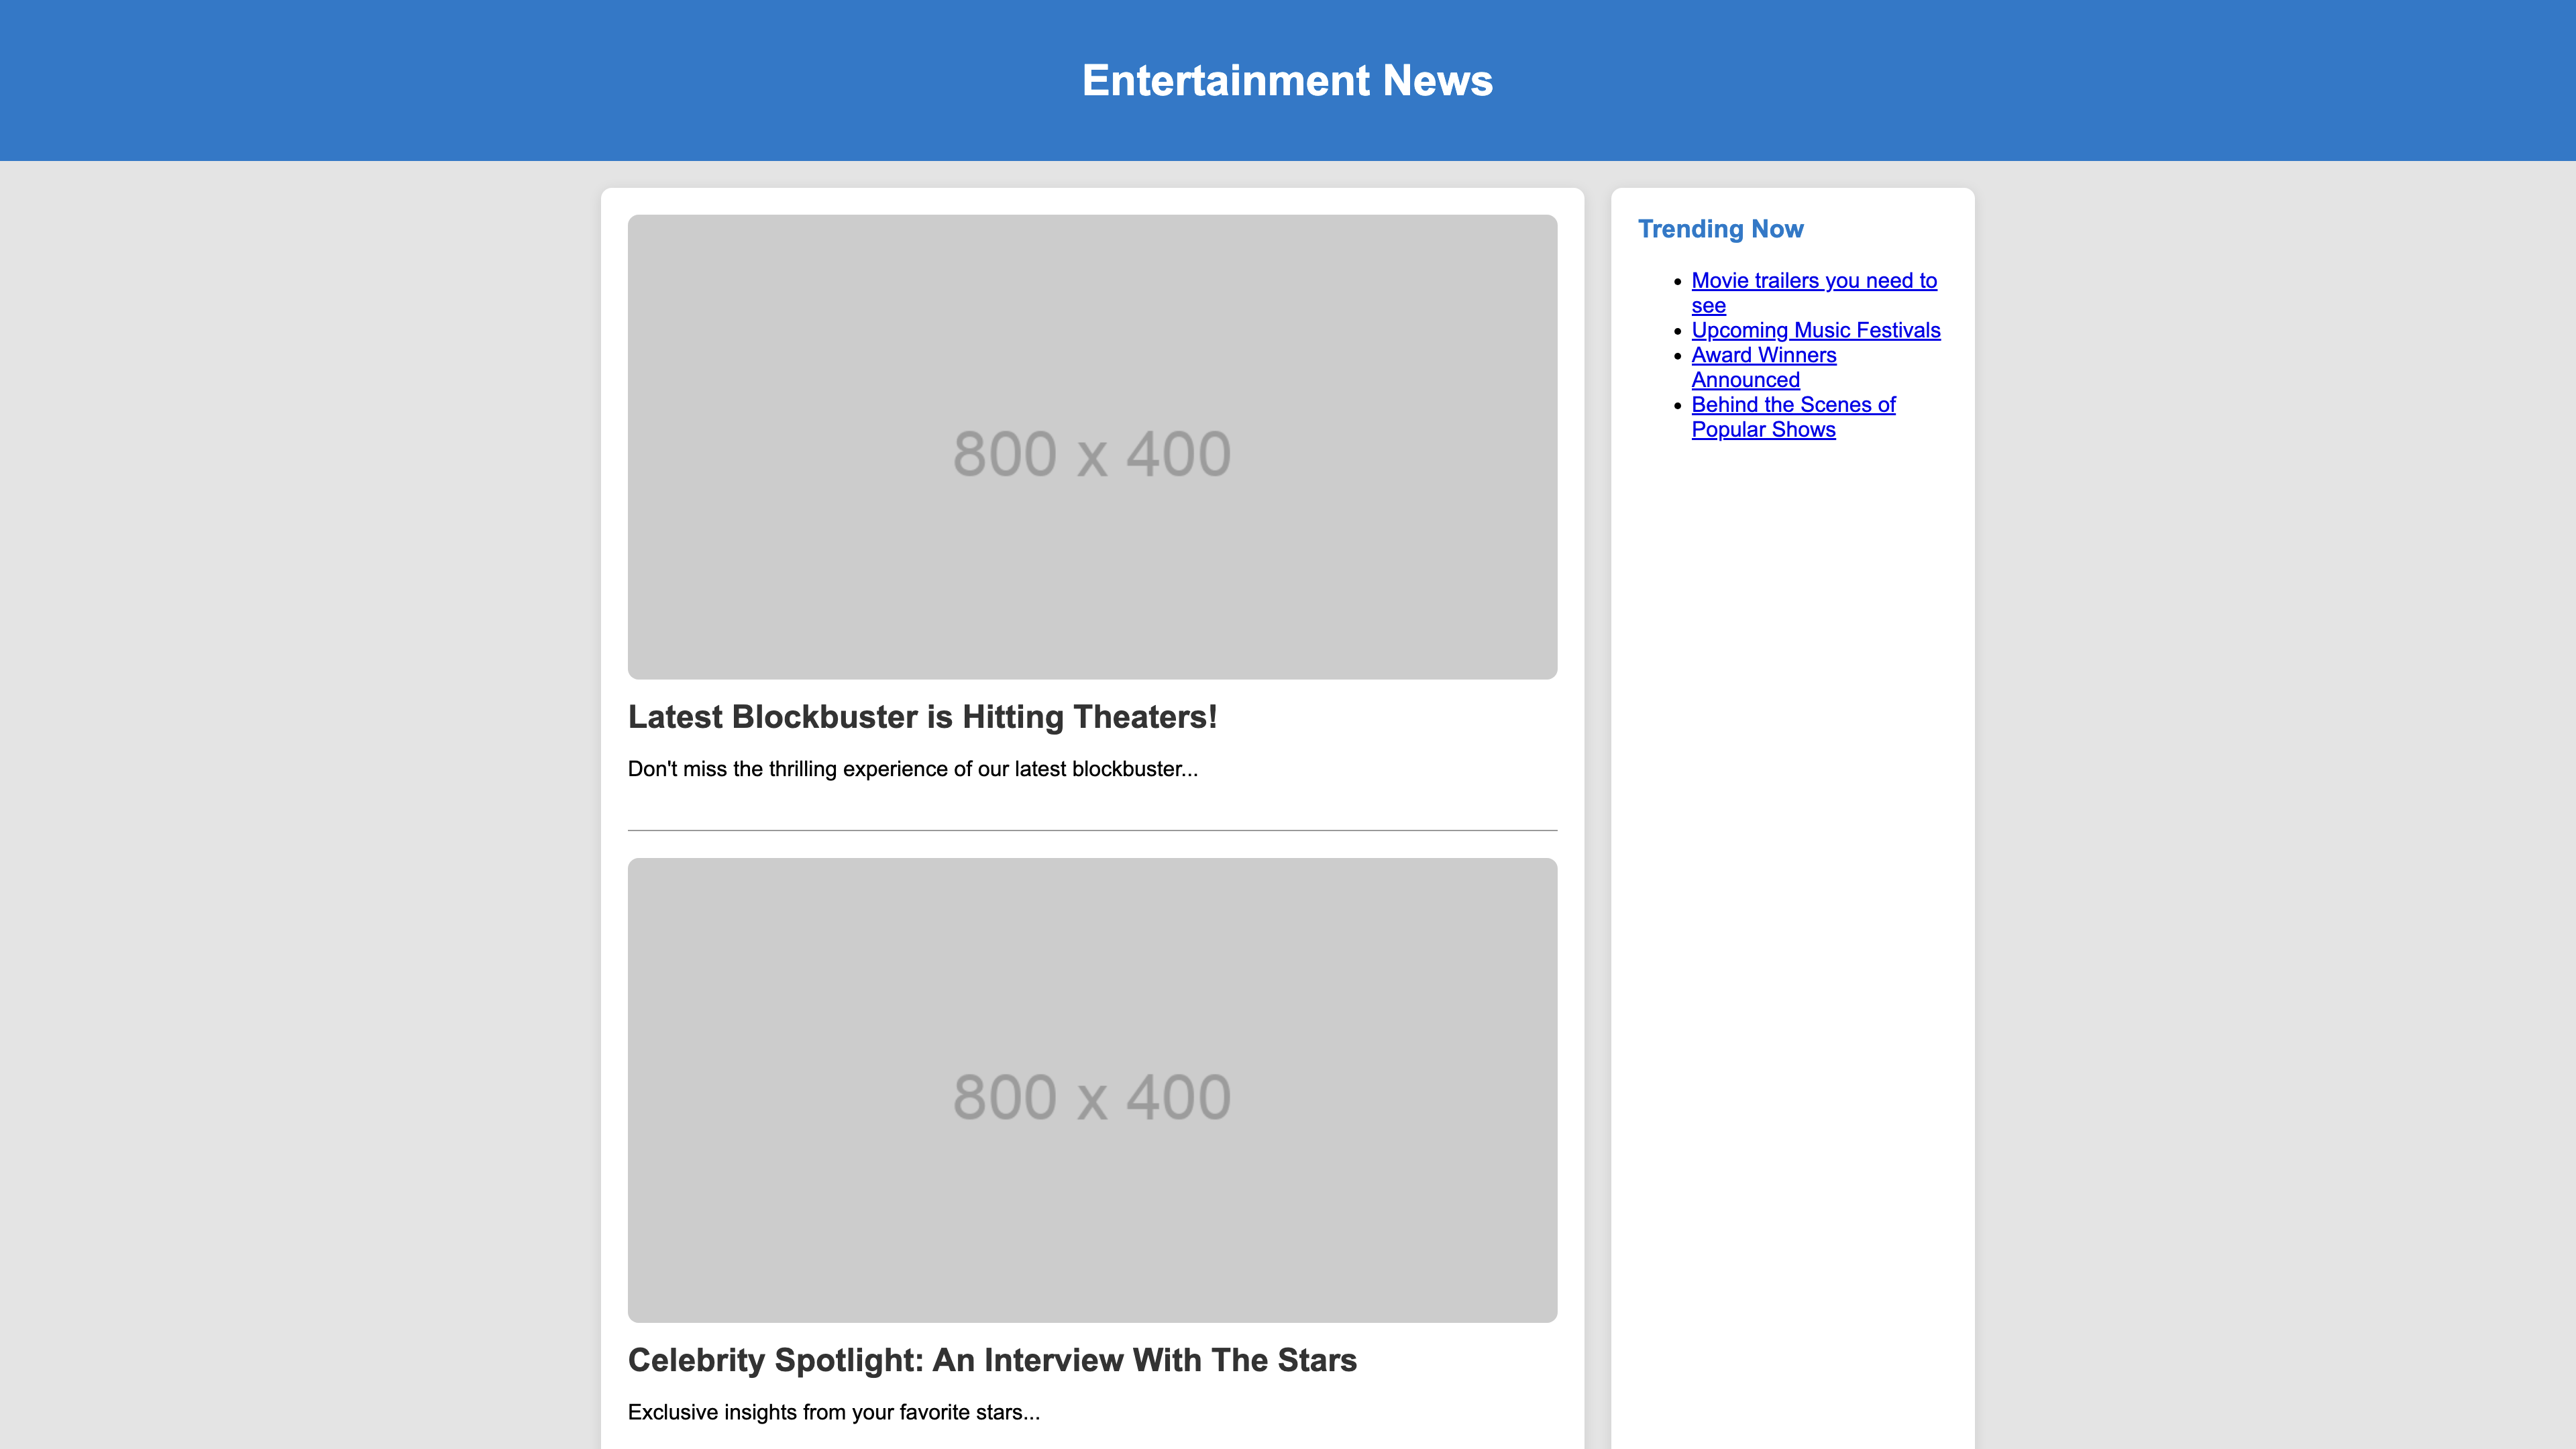 Entertainment News
800 x 400
Latest Blockbuster is Hitting Theaters!
Don't miss the thrilling experience of our latest blockbuster...
800 x 400
Celebrity Spotlight: An Interview With The Stars
Exclusive insights from your favorite stars...
Trending Now
Movie trailers you need to
see
Upcoming Music Festivals
Award Winners
Announced
Behind the Scenes of
Popular Shows